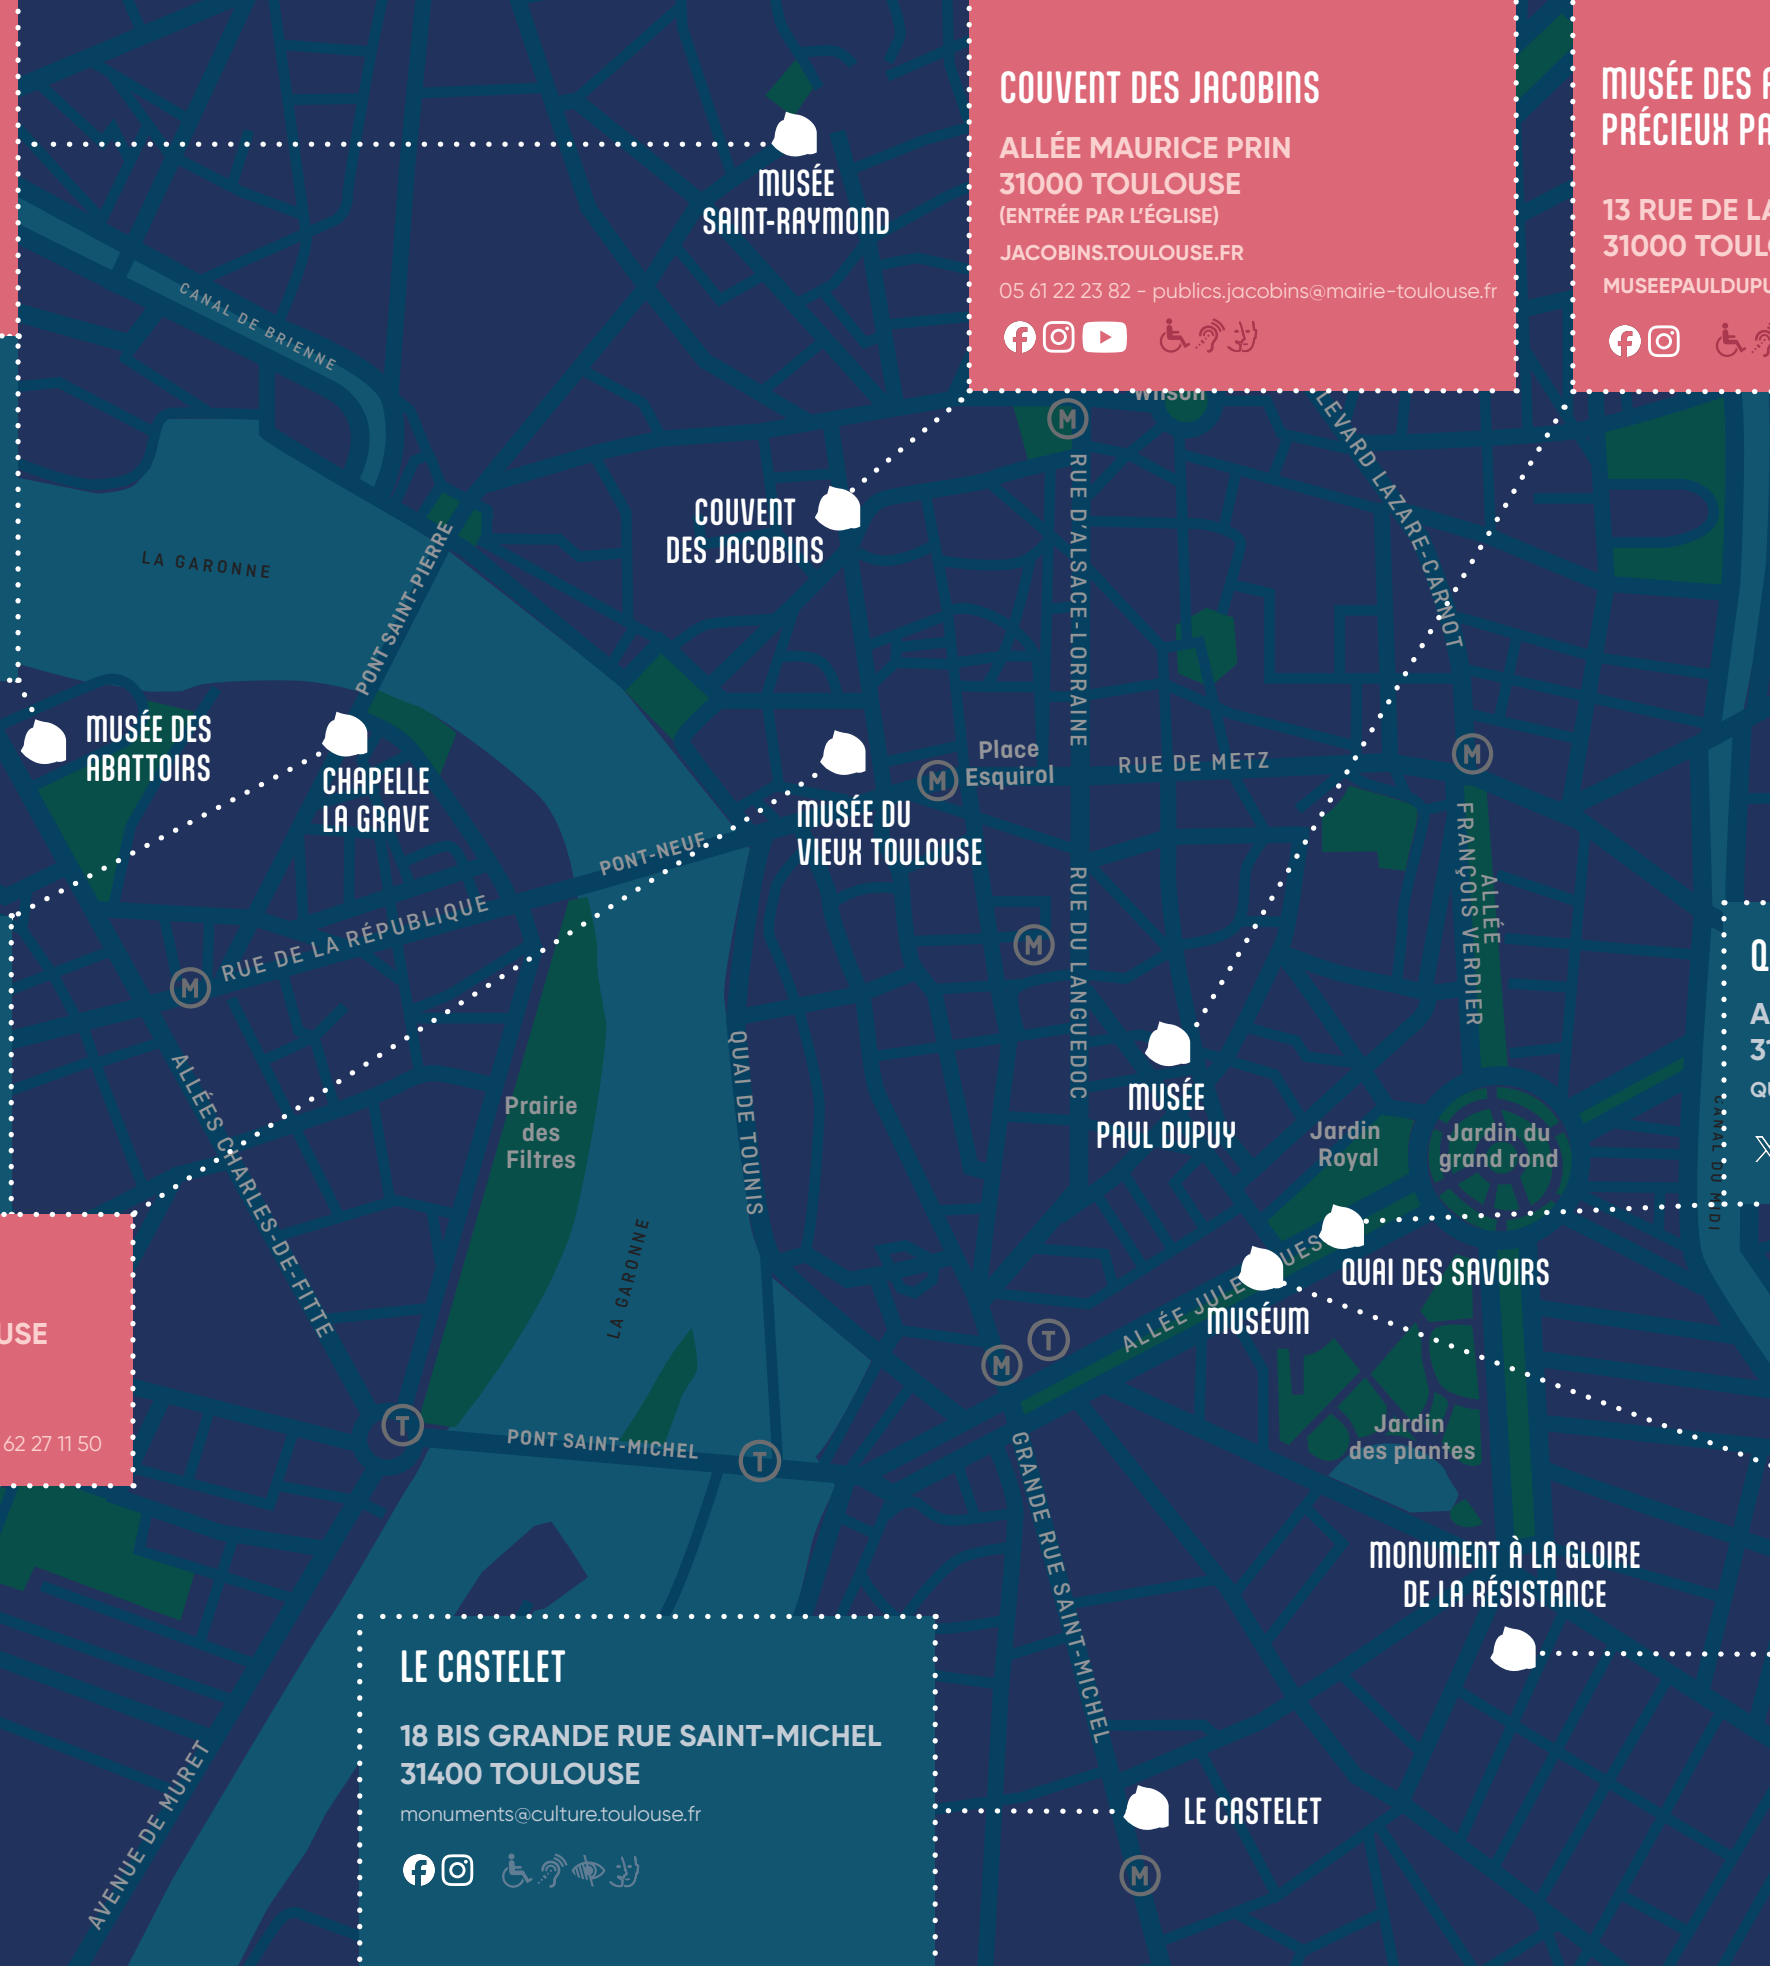 COUVENT DES JACOBINS
ALLÉE MAURICE PRIN
31000 TOULOUSE
(ENTRÉE PAR L'ÉGLISE)
JACOBINS.TOULOUSE.FR
05 61 22 23 82 - publics.jacobins@mairie-toulouse.fr
MUSÉE DES
PRÉCIEUX
13 RUE DE
31000
MUSÉE
SAINT-RAYMOND
CANAL DE BRIENNE
Wilson
M
LAZARE-CARNOT
COUVENT
DES JACOBINS
RUE D'ALSACE-LORRAINE
LA GARONNE
PONT SAINT-PIERRE
MUSÉE DES
ABATTOIRS
CHAPELLE
LA GRAVE
Place
Esquirol
M
RUE DE METZ
M
MUSÉE DU
VIEUX TOULOUSE
PONT-NEUF
ALLÉE
FRANÇOIS VERDIER
RUE DE LA RÉPUBLIQUE
M
M
RUE DU LANGUEDOC
QUAI DE TOUNIS
ALLÉES CHARLES-DE-FITTE
Prairie
des
Filtres
MUSÉE
PAUL DUPUY
Jardin
Royal
Jardin du
grand rond
CANAL DU MIDI
LA GARONNE
QUAI DES SAVOIRS
ALLÉE
MUSÉUM
M
T
Jardin
des plantes
62 27 11 50
T
PONT SAINT-MICHEL
T
GRANDE RUE SAINT-MICHEL
MONUMENT À LA GLOIRE
DE LA RÉSISTANCE
LE CASTELET
18 BIS GRANDE RUE SAINT-MICHEL
31400 TOULOUSE
monuments@culture.toulouse.fr
LE CASTELET
M
AVENUE DE MURET